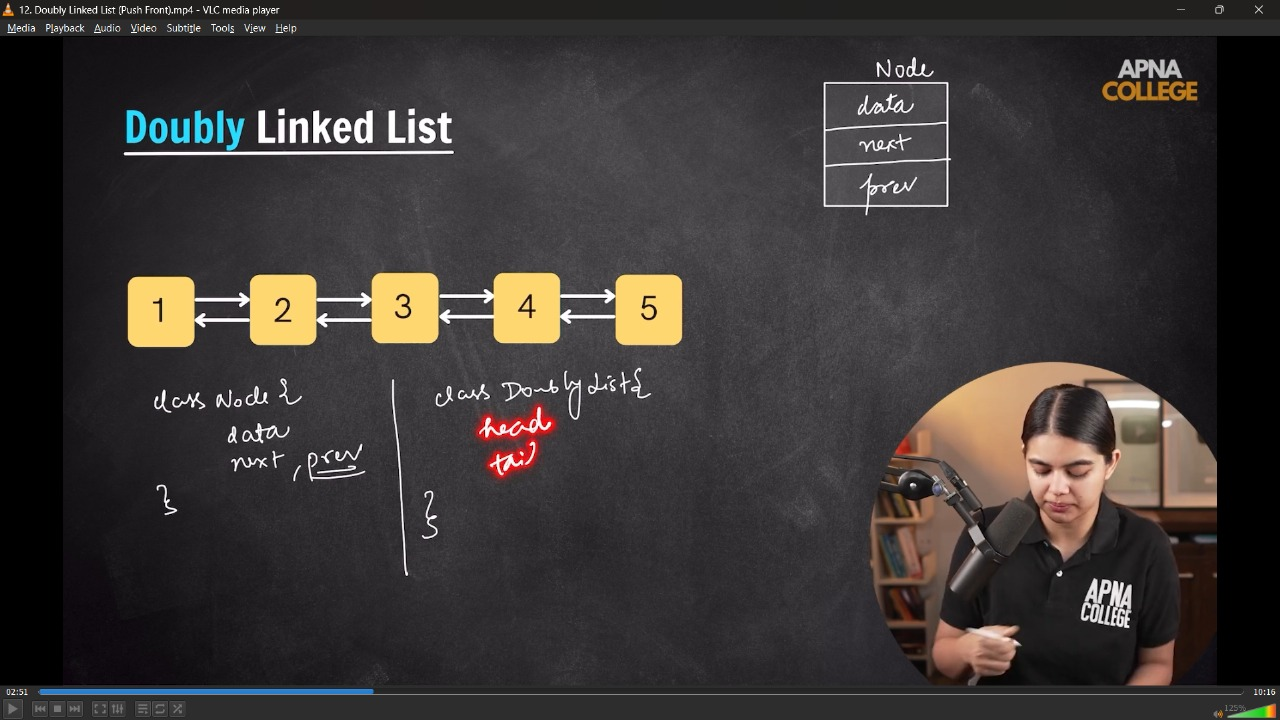 12. Doubly Linked List (Push Front).mp4 - VLC media player
Media Playback Audio Video Subtitle Tools View Help
Node
data
next
prev
APNA
COLLEGE
Doubly Linked List
1 2 3 4 5
class Node {
data
next, prev
}
class DoublyList{
head
tail
}
APNA
COLLEGE
02:51
10:16
125%